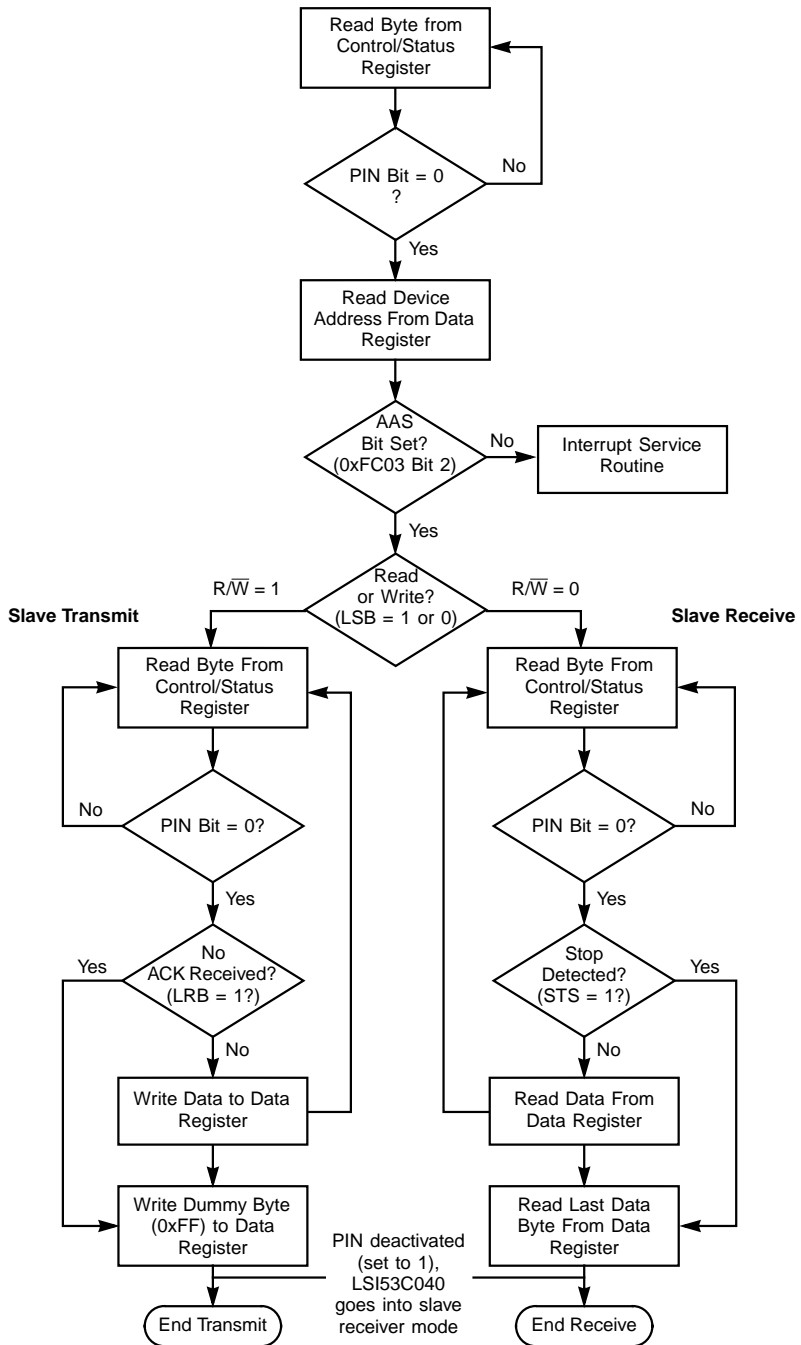 Read Byte from
Control/Status
Register
PIN Bit = 0
?
No
Yes
Read Device
Address From Data
Register
AAS
Bit Set?
(0xFC03 Bit 2)
No
Interrupt Service
Routine
Yes
Read
or Write?
(LSB = 1 or 0)
R/W̅ = 1
R/W̅ = 0
Slave Transmit
Slave Receive
Read Byte From
Control/Status
Register
PIN Bit = 0?
No
Yes
No
ACK Received?
(LRB = 1?)
Yes
No
Write Data to Data
Register
Write Dummy Byte
(0xFF) to Data
Register
End Transmit
Read Byte From
Control/Status
Register
PIN Bit = 0?
No
Yes
Stop
Detected?
(STS = 1?)
Yes
No
Read Data From
Data Register
Read Last Data
Byte From Data
Register
End Receive
PIN deactivated
(set to 1),
LSI53C040
goes into slave
receiver mode